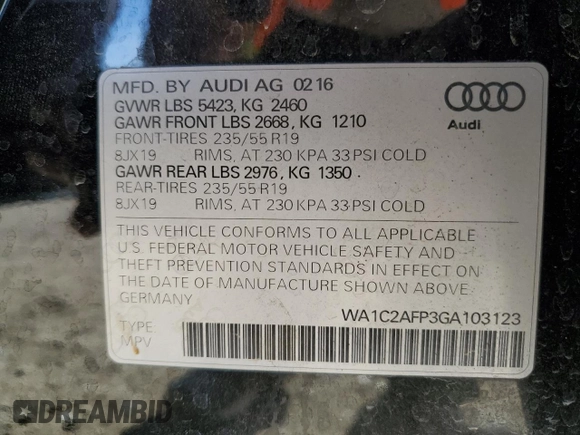 MFD. BY AUDI AG 02 16
GVWR LBS 5423, KG 2460
GAWR FRONT LBS 2668, KG 1210
FRONT-TIRES 235/55 R19
8JX19 RIMS, AT 230 KPA 33 PSI COLD
GAWR REAR LBS 2976, KG 1350
REAR-TIRES 235/55 R19
8JX19 RIMS, AT 230 KPA 33 PSI COLD
Audi
THIS VEHICLE CONFORMS TO ALL APPLICABLE
U.S. FEDERAL MOTOR VEHICLE SAFETY AND
THEFT PREVENTION STANDARDS IN EFFECT ON
THE DATE OF MANUFACTURE SHOWN ABOVE.
GERMANY
WA1C2AFP3GA103123
TYPE
MPV
DREAMBID